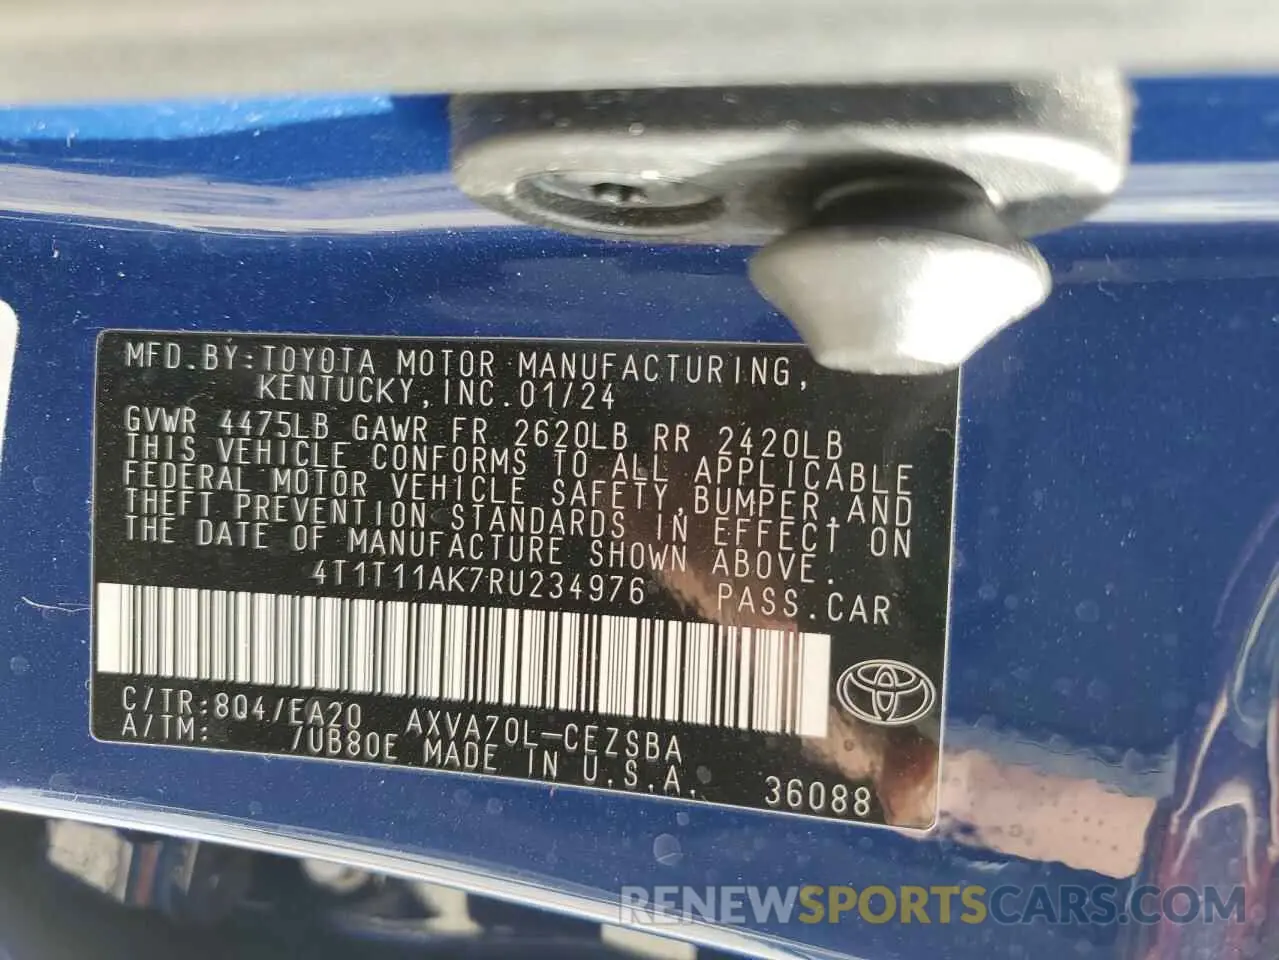 MFD.BY:TOYOTA MOTOR MANUFACTURING,
KENTUCKY,INC.01/24
GVWR 4475LB GAWR FR 2620LB RR 2420LB
THIS VEHICLE CONFORMS TO ALL APPLICABLE
FEDERAL MOTOR VEHICLE SAFETY,BUMPER,AND
THEFT PREVENTION STANDARDS IN EFFECT ON
THE DATE OF MANUFACTURE SHOWN ABOVE.
4T1T11AK7RU234976 PASS.CAR
C/TR:8Q4/EA20 AXVA70L-CEZSBA
A/TM: /UB80E MADE IN U.S.A.
36088
RENEWSPORTSCARS.COM